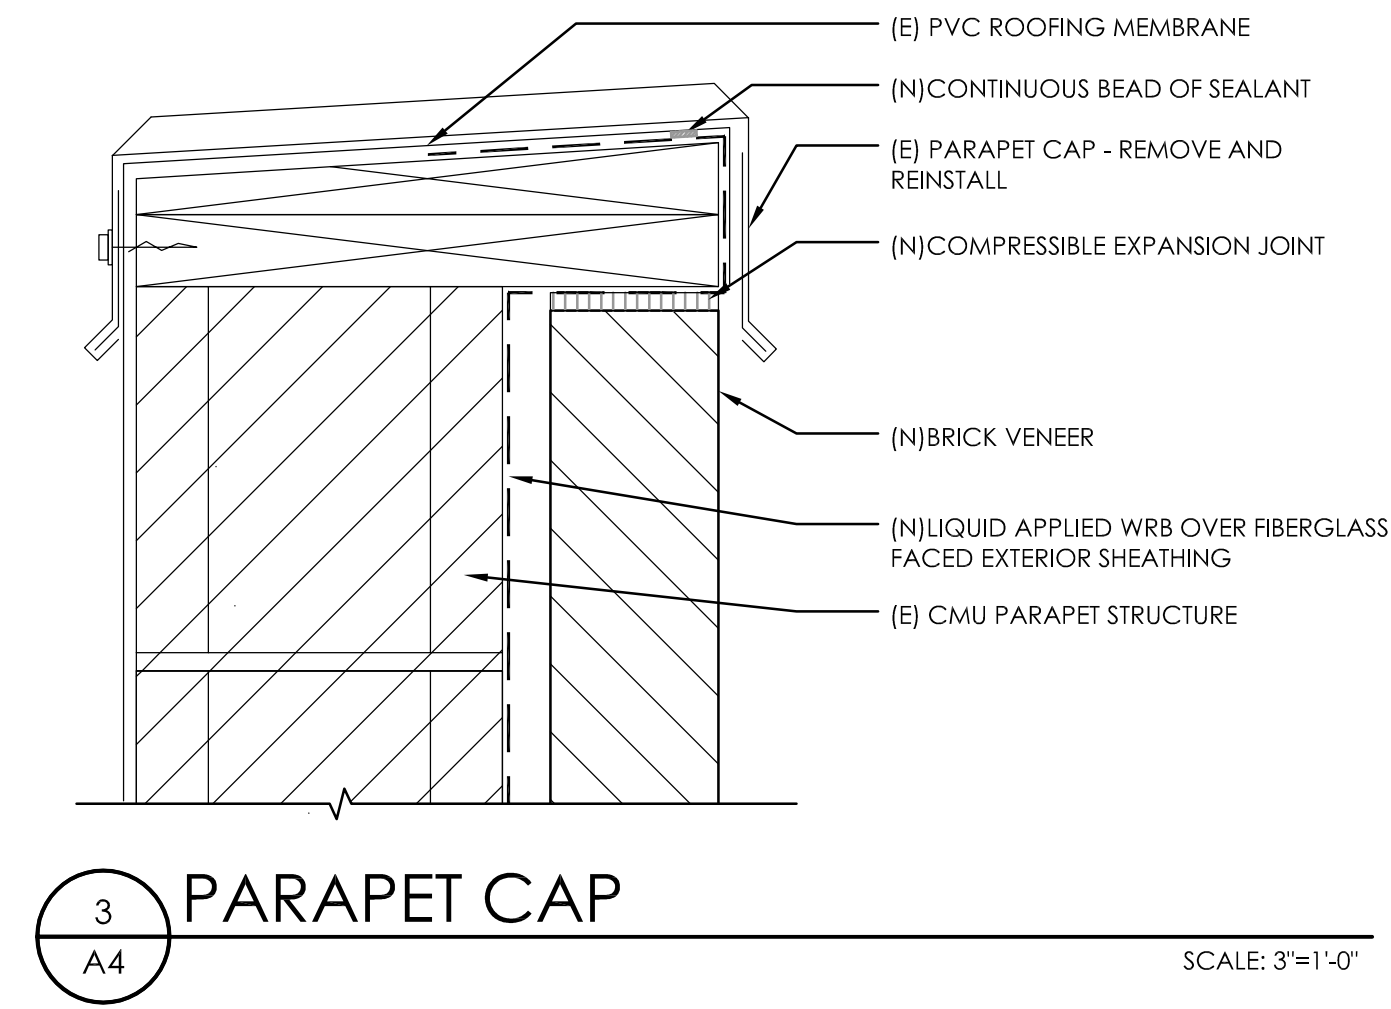 (E) PVC ROOFING MEMBRANE
(N)CONTINUOUS BEAD OF SEALANT
(E) PARAPET CAP - REMOVE AND
REINSTALL
(N)COMPRESSIBLE EXPANSION JOINT
(N)BRICK VENEER
(N)LIQUID APPLIED WRB OVER FIBERGLASS
FACED EXTERIOR SHEATHING
(E) CMU PARAPET STRUCTURE
3
PARAPET CAP
A4
SCALE: 3"=1'-0"